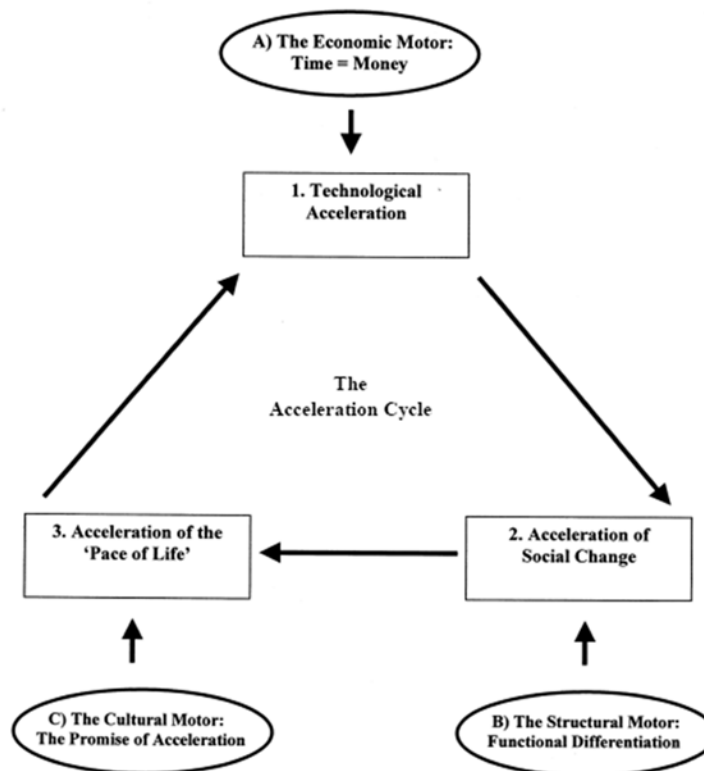 A) The Economic Motor:
Time = Money
1. Technological
Acceleration
The
Acceleration Cycle
3. Acceleration of the
‘Pace of Life’
2. Acceleration of
Social Change
C) The Cultural Motor:
The Promise of Acceleration
B) The Structural Motor:
Functional Differentiation